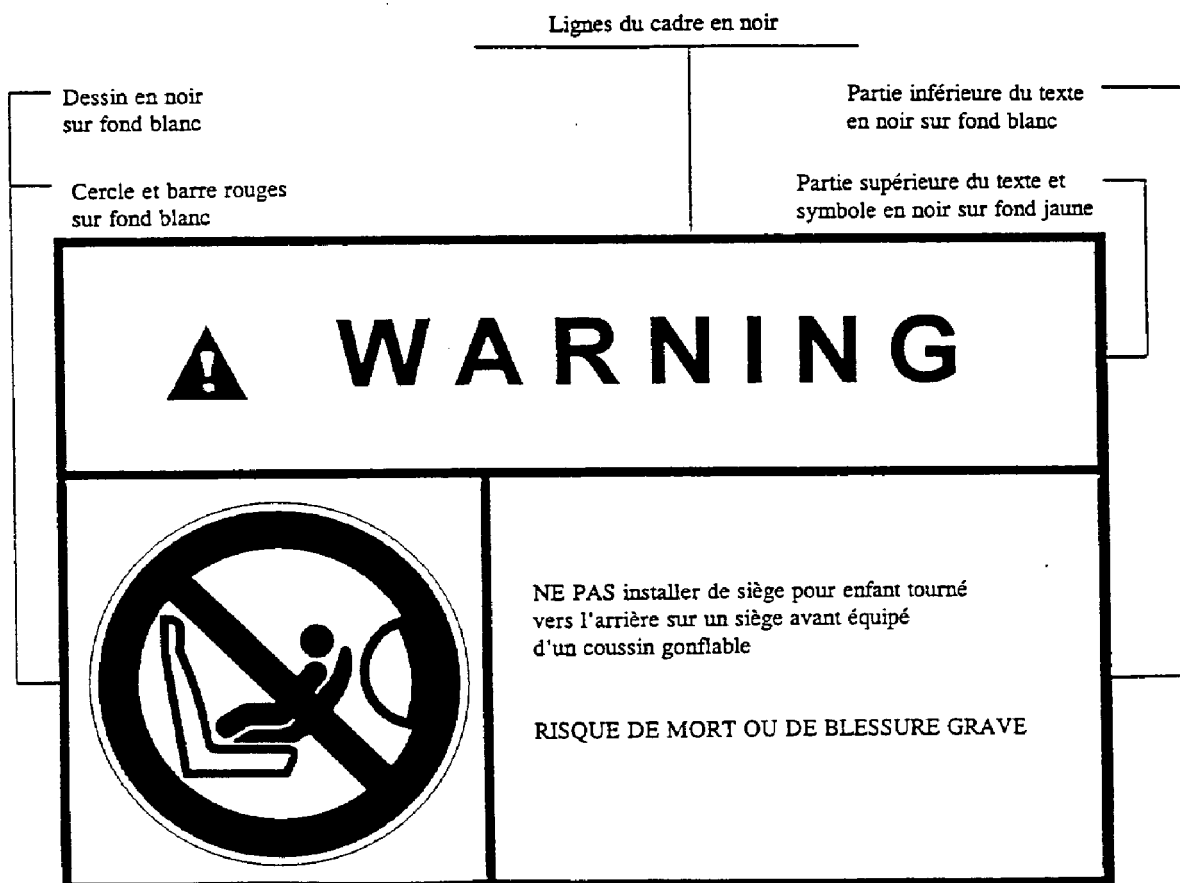 Lignes du cadre en noir
Dessin en noir
sur fond blanc
Partie inférieure du texte
en noir sur fond blanc
Cercle et barre rouges
sur fond blanc
Partie supérieure du texte et
symbole en noir sur fond jaune
! WARNING
NE PAS installer de siège pour enfant tourné
vers l'arrière sur un siège avant équipé
d'un coussin gonflable
RISQUE DE MORT OU DE BLESSURE GRAVE